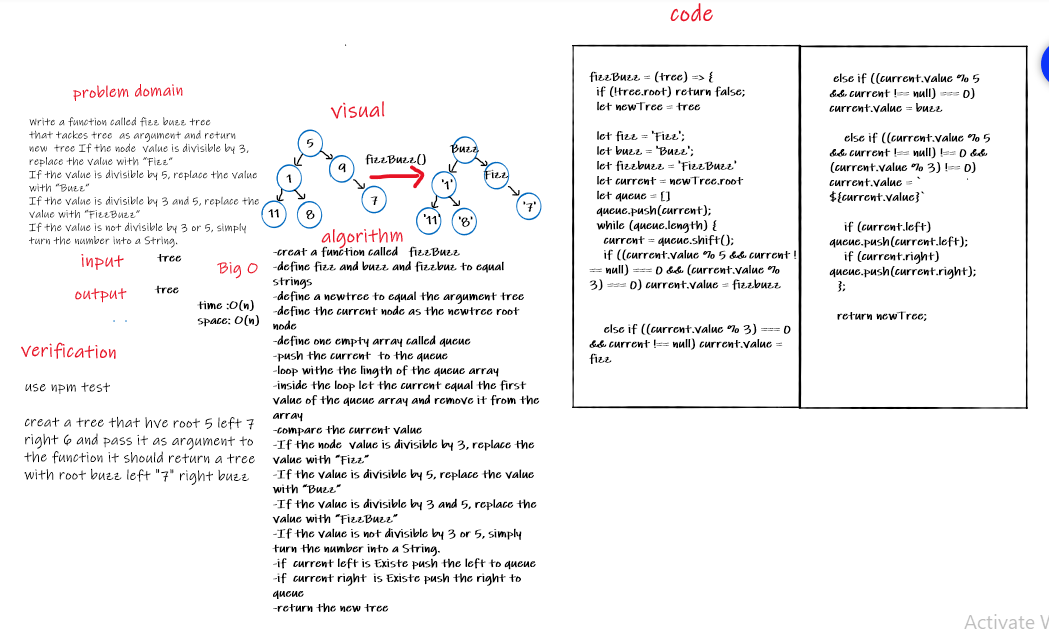 code
problem domain
Write a function called fizz buzz tree
that tackes tree as argument and return
new tree If the node value is divisible by 3,
replace the value with "Fizz"
If the value is divisible by 5, replace the value
with "Buzz"
If the value is divisible by 3 and 5, replace the
value with "FizzBuzz"
If the value is not divisible by 3 or 5, simply
turn the number into a String.
input
tree
output
tree
Big O
time :O(n)
space: O(n)
verification
use npm test
creat a tree that hve root 5 left 7
right 6 and pass it as argument to
the function it should return a tree
with root buzz left "7" right buzz
visual
5
1
9
11
8
7
fizzBuzz()
Buzz
'1'
Fizz
'11'
'8'
'7'
algorithm
-creat a function called fizzBuzz
-define fizz and buzz and fizzbuz to equal
strings
-define a newtree to equal the argument tree
-define the current node as the newtree root
node
-define one empty array called queue
-push the current to the queue
-loop withe the lingth of the queue array
-inside the loop let the current equal the first
value of the queue array and remove it from the
array
-compare the current value
-If the node value is divisible by 3, replace the
value with "Fizz"
-If the value is divisible by 5, replace the value
with "Buzz"
-If the value is divisible by 3 and 5, replace the
value with "FizzBuzz"
-If the value is not divisible by 3 or 5, simply
turn the number into a String.
-if current left is Existe push the left to queue
-if current right is Existe push the right to
queue
-return the new tree
fizzBuzz = (tree) => {
if (!tree.root) return false;
let newTree = tree
let fizz = 'Fizz';
let buzz = 'Buzz';
let fizzbuzz = 'FizzBuzz'
let current = newTree.root
let queue = []
queue.push(current);
while (queue.length) {
current = queue.shift();
if ((current.value % 5 && current !
== null) === 0 && (current.value %
3) === 0) current.value = fizzbuzz
else if ((current.value % 3) === 0
&& current !== null) current.value =
fizz
else if ((current.value % 5
&& current !== null) === 0)
current.value = buzz
else if ((current.value % 5
&& current !== null) !== 0 &&
(current.value % 3) !== 0)
current.value = `
${current.value}`
if (current.left)
queue.push(current.left);
if (current.right)
queue.push(current.right);
};
return newTree;
Activate